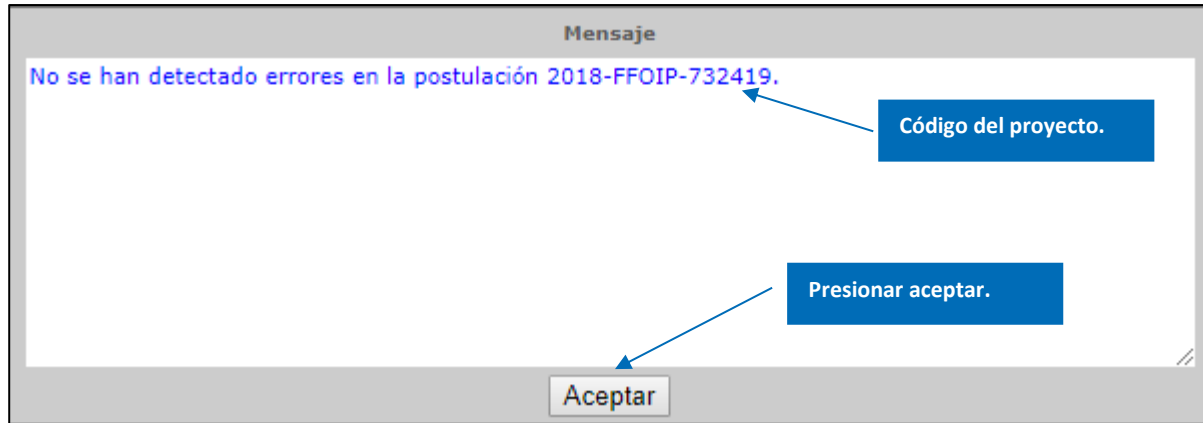 Mensaje
No se han detectado errores en la postulación 2018-FFOIP-732419.
Código del proyecto.
Presionar aceptar.
Aceptar